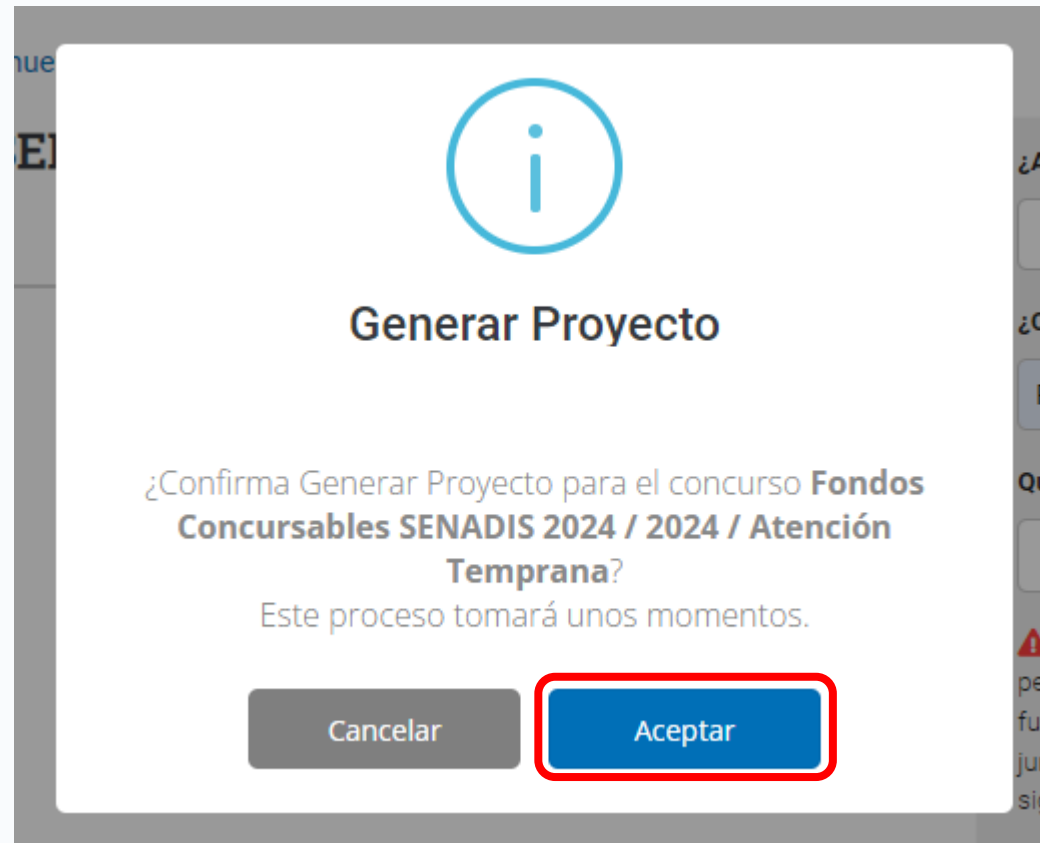 Generar Proyecto
¿Confirma Generar Proyecto para el concurso Fondos
Concursables SENADIS 2024 / 2024 / Atención
Temprana?
Este proceso tomará unos momentos.
Cancelar
Aceptar